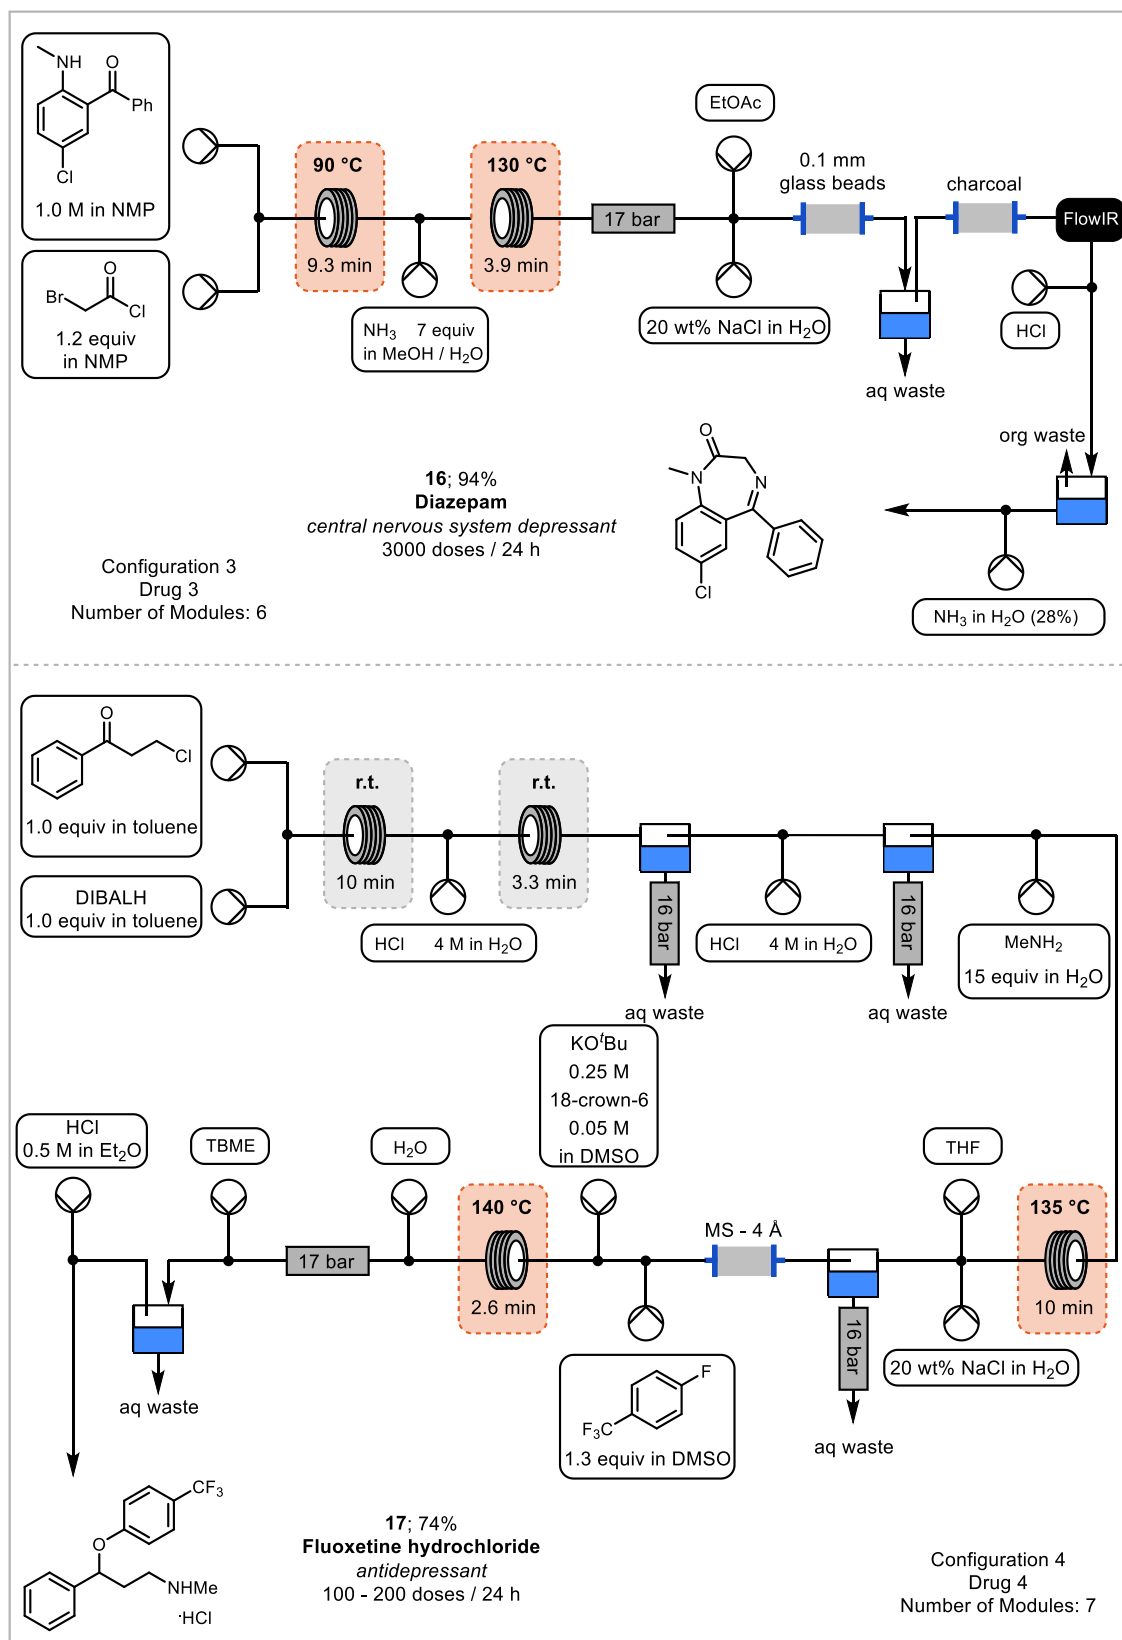 NH
O
Ph
Cl
1.0 M in NMP
O
Br
Cl
1.2 equiv
in NMP
90 °C
9.3 min
NH₃ 7 equiv
in MeOH / H₂O
130 °C
3.9 min
17 bar
EtOAc
20 wt% NaCl in H₂O
0.1 mm
glass beads
aq waste
charcoal
FlowIR
HCl
org waste
NH₃ in H₂O (28%)
16; 94%
Diazepam
central nervous system depressant
3000 doses / 24 h
O
N
N
Cl
Configuration 3
Drug 3
Number of Modules: 6
O
Cl
1.0 equiv in toluene
DIBALH
1.0 equiv in toluene
r.t.
10 min
HCl 4 M in H₂O
r.t.
3.3 min
16 bar
aq waste
HCl 4 M in H₂O
16 bar
aq waste
MeNH₂
15 equiv in H₂O
135 °C
10 min
THF
20 wt% NaCl in H₂O
16 bar
aq waste
MS - 4 Å
KOᵗBu
0.25 M
18-crown-6
0.05 M
in DMSO
F
F₃C
1.3 equiv in DMSO
140 °C
2.6 min
H₂O
17 bar
TBME
aq waste
HCl
0.5 M in Et₂O
CF₃
O
NHMe
·HCl
17; 74%
Fluoxetine hydrochloride
antidepressant
100 - 200 doses / 24 h
Configuration 4
Drug 4
Number of Modules: 7